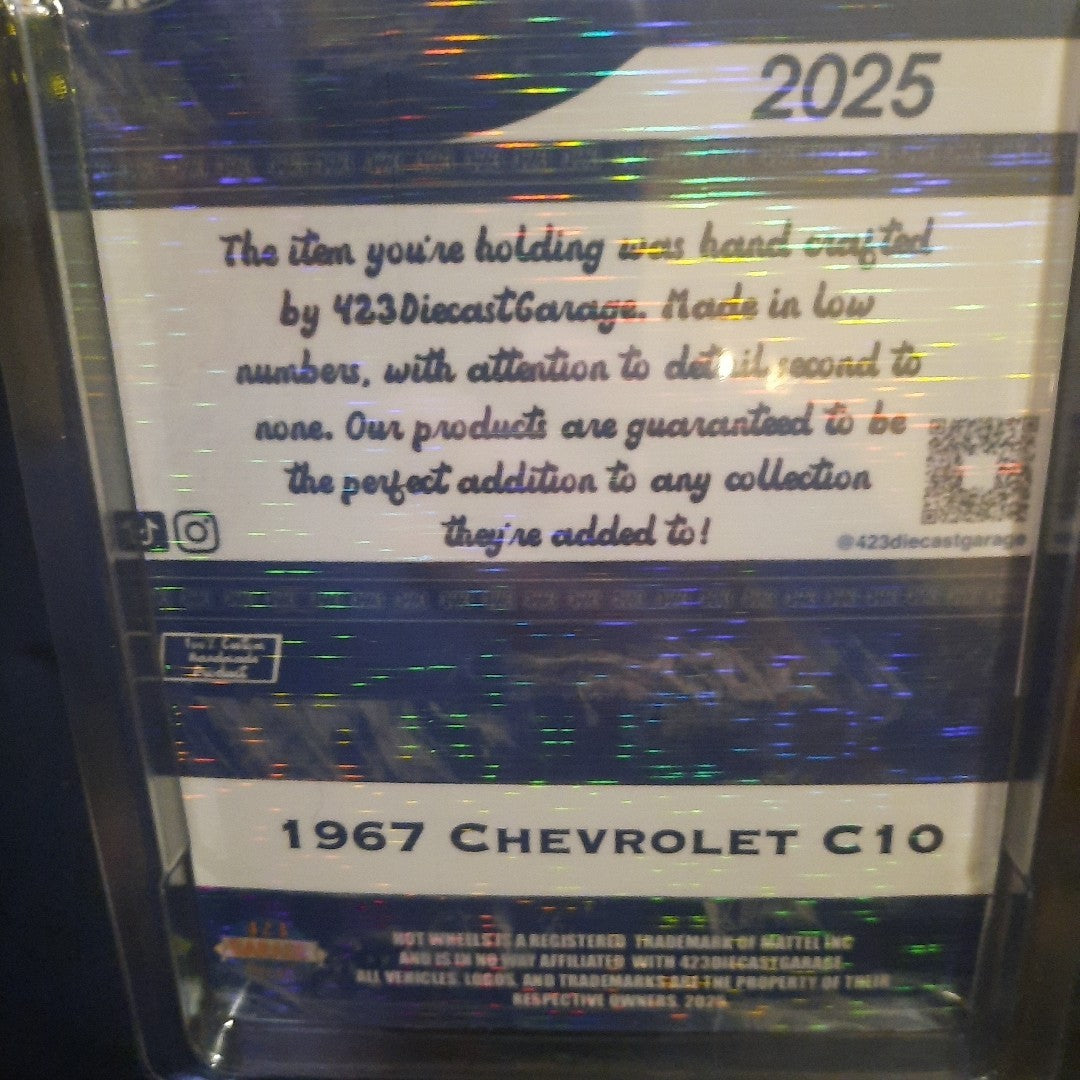 2025
The item you're holding was hand crafted
by 423DiecastGarage. Made in low
numbers, with attention to detail second to
none. Our products are guaranteed to be
the perfect addition to any collection
they're added to!
@423diecastgarage
1967 CHEVROLET C10
HOT WHEELS IS A REGISTERED TRADEMARK OF MATTEL INC
AND IS IN NO WAY AFFILIATED WITH 423DIECASTGARAGE
ALL VEHICLES, LOGOS, AND TRADEMARKS ARE THE PROPERTY OF THEIR
RESPECTIVE OWNERS.